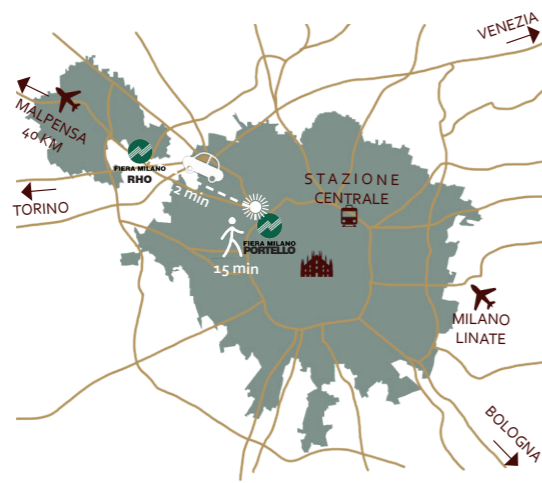 VENEZIA
MALPENSA
40 KM
FIERA MILANO
RHO
TORINO
2 min
STAZIONE
CENTRALE
FIERA MILANO
PORTELLO
15 min
MILANO
LINATE
BOLOGNA